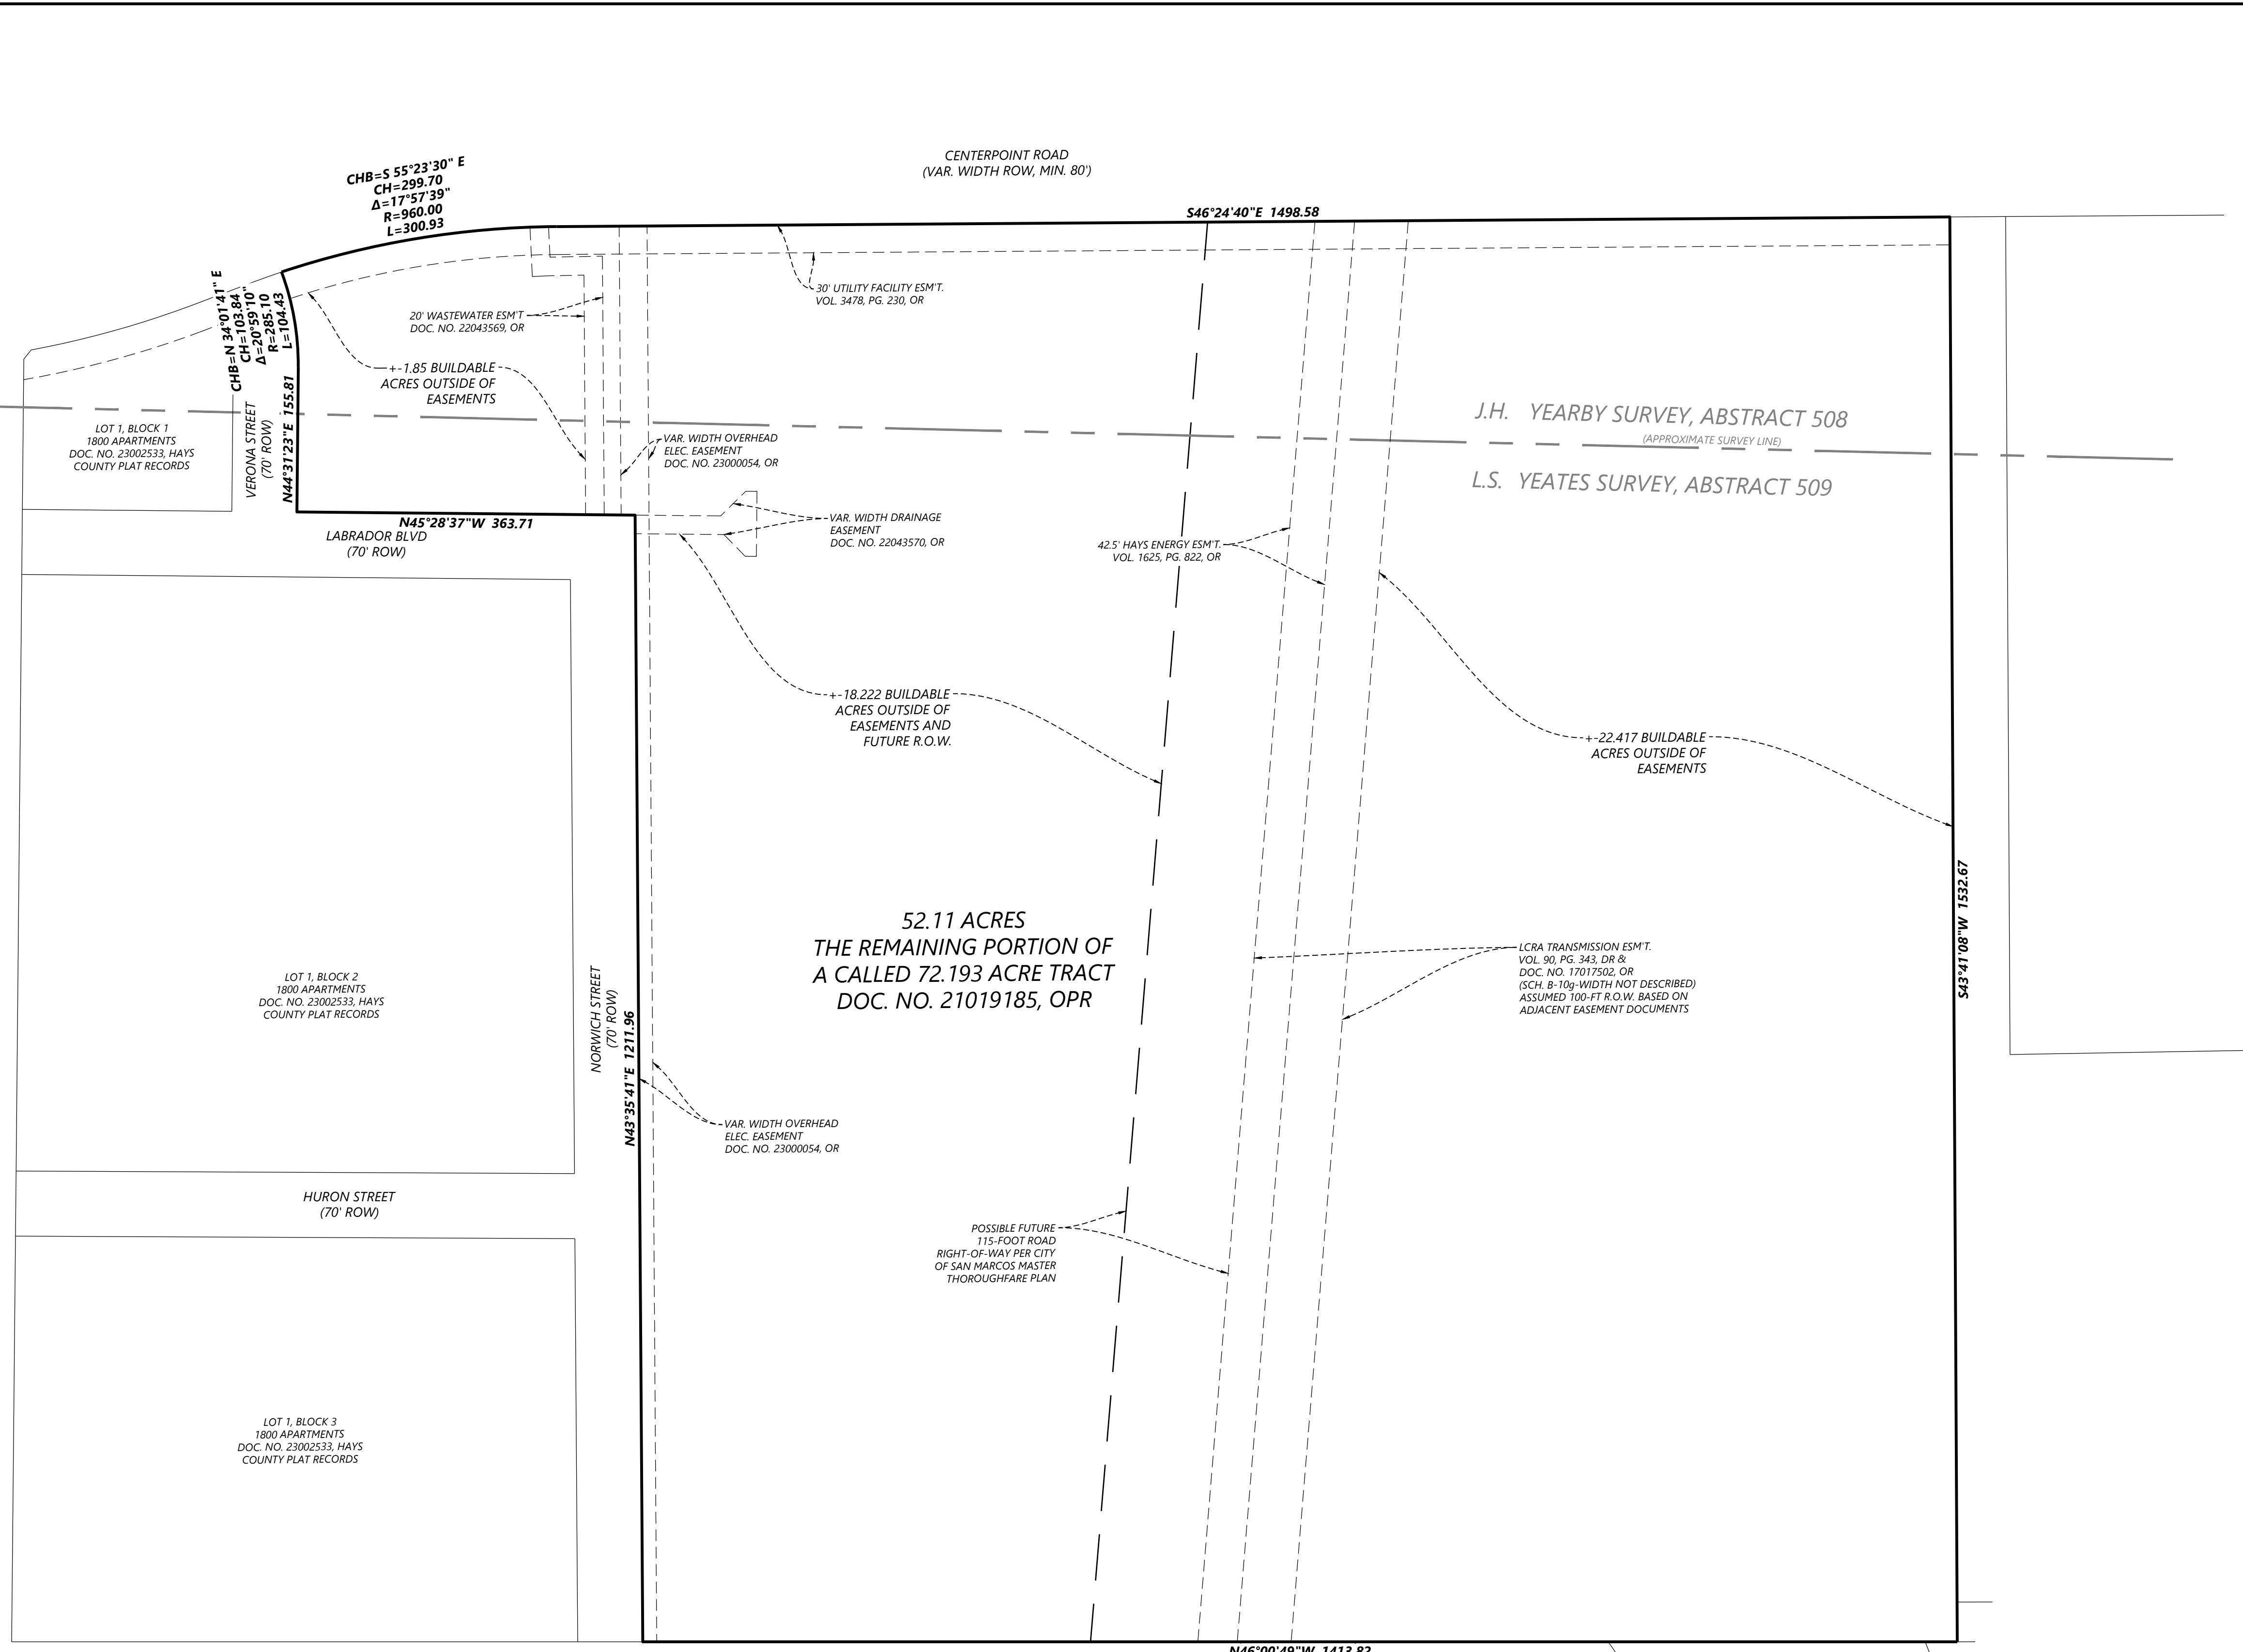 CENTERPOINT ROAD
(VAR. WIDTH ROW, MIN. 80')
CHB=S 55°23'30" E
CH=299.70
Δ=17°57'39"
R=960.00
L=300.93
S46°24'40"E 1498.58
CHB=N 34°01'41" E
CH=103.84
Δ=20°59'10"
R=285.10
L=104.43
30' UTILITY FACILITY ESM'T.
VOL. 3478, PG. 230, OR
20' WASTEWATER ESM'T
DOC. NO. 22043569, OR
+-1.85 BUILDABLE
ACRES OUTSIDE OF
EASEMENTS
N44°31'23"E 155.81
VERONA STREET
(70' ROW)
LOT 1, BLOCK 1
1800 APARTMENTS
DOC. NO. 23002533, HAYS
COUNTY PLAT RECORDS
VAR. WIDTH OVERHEAD
ELEC. EASEMENT
DOC. NO. 23000054, OR
J.H. YEARBY SURVEY, ABSTRACT 508
(APPROXIMATE SURVEY LINE)
L.S. YEATES SURVEY, ABSTRACT 509
N45°28'37"W 363.71
LABRADOR BLVD
(70' ROW)
VAR. WIDTH DRAINAGE
EASEMENT
DOC. NO. 22043570, OR
42.5' HAYS ENERGY ESM'T.
VOL. 1625, PG. 822, OR
+-18.222 BUILDABLE
ACRES OUTSIDE OF
EASEMENTS AND
FUTURE R.O.W.
+-22.417 BUILDABLE
ACRES OUTSIDE OF
EASEMENTS
52.11 ACRES
THE REMAINING PORTION OF
A CALLED 72.193 ACRE TRACT
DOC. NO. 21019185, OPR
S43°41'08"W 1532.67
LCRA TRANSMISSION ESM'T.
VOL. 90, PG. 343, DR &
DOC. NO. 17017502, OR
(SCH. B-10g-WIDTH NOT DESCRIBED)
ASSUMED 100-FT R.O.W. BASED ON
ADJACENT EASEMENT DOCUMENTS
LOT 1, BLOCK 2
1800 APARTMENTS
DOC. NO. 23002533, HAYS
COUNTY PLAT RECORDS
NORWICH STREET
(70' ROW)
N43°35'41"E 1211.96
VAR. WIDTH OVERHEAD
ELEC. EASEMENT
DOC. NO. 23000054, OR
HURON STREET
(70' ROW)
POSSIBLE FUTURE
115-FOOT ROAD
RIGHT-OF-WAY PER CITY
OF SAN MARCOS MASTER
THOROUGHFARE PLAN
LOT 1, BLOCK 3
1800 APARTMENTS
DOC. NO. 23002533, HAYS
COUNTY PLAT RECORDS
N46°00'49"W 1413.82